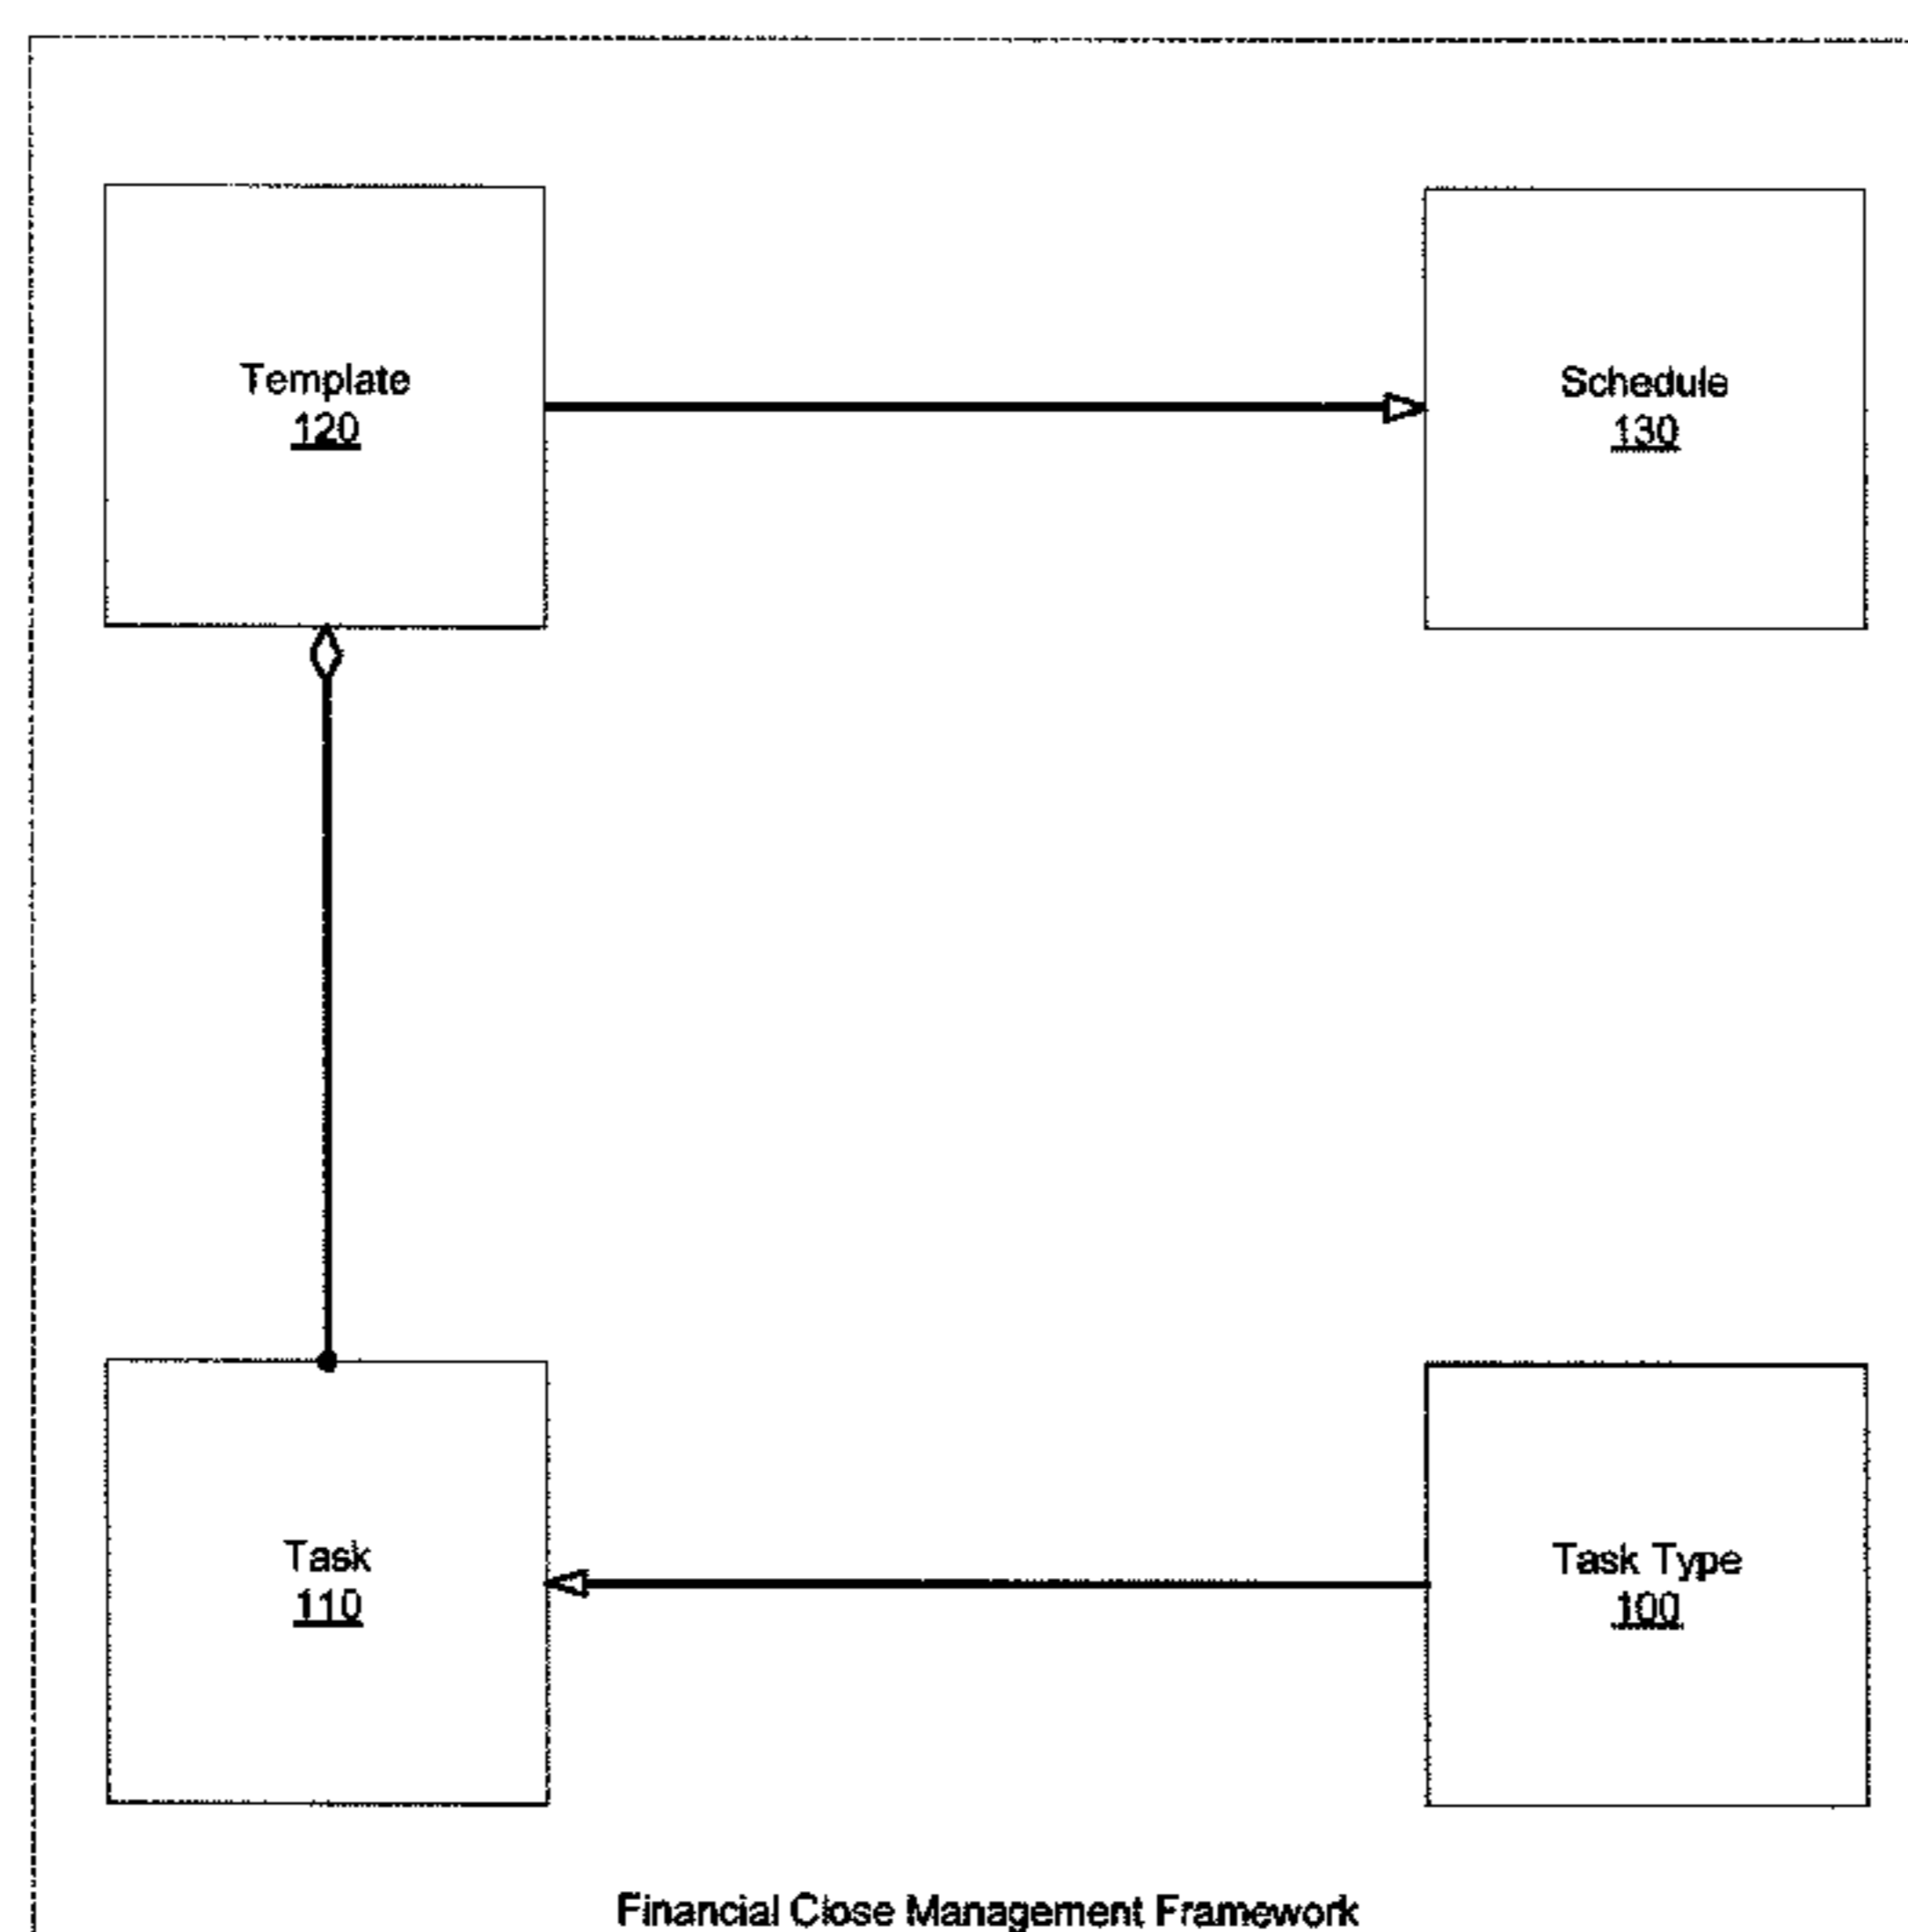 Template
120
Schedule
130
Task
110
Task Type
100
Financial Close Management Framework